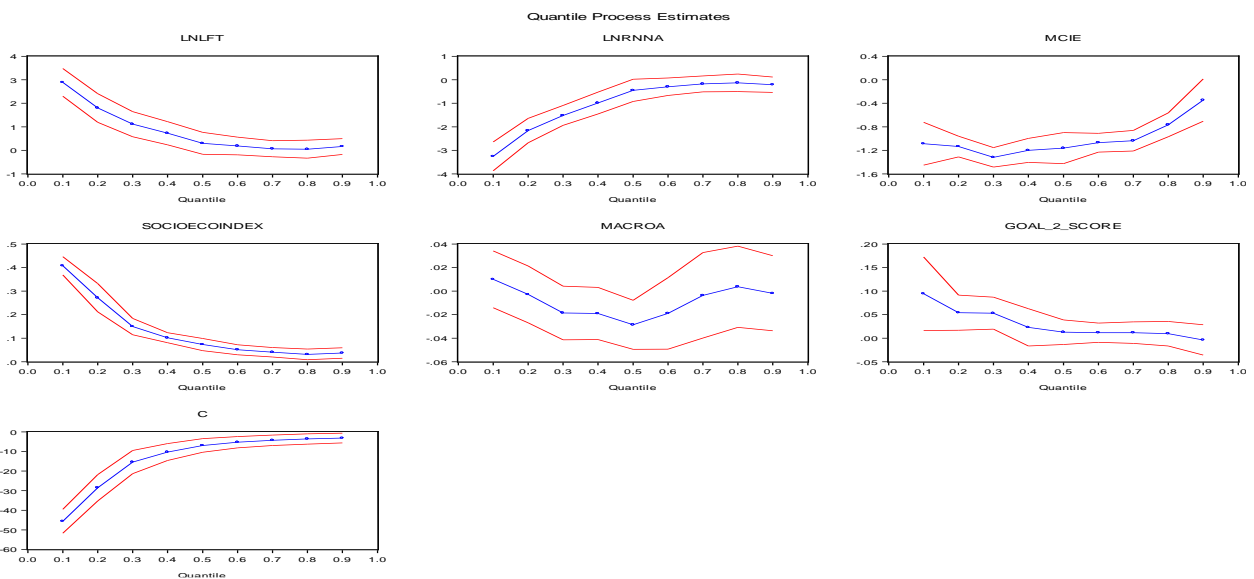 Quantile Process Estimates
LNLFT
LNRNNA
MCIE
4
3
2
1
0
-1
0.0 0.1 0.2 0.3 0.4 0.5 0.6 0.7 0.8 0.9 1.0
Quantile
1
0
-1
-2
-3
-4
0.0 0.1 0.2 0.3 0.4 0.5 0.6 0.7 0.8 0.9 1.0
Quantile
0.4
0.0
-0.4
-0.8
-1.2
-1.6
0.0 0.1 0.2 0.3 0.4 0.5 0.6 0.7 0.8 0.9 1.0
Quantile
SOCIOECOINDEX
MACROA
GOAL_2_SCORE
.5
.4
.3
.2
.1
.0
0.0 0.1 0.2 0.3 0.4 0.5 0.6 0.7 0.8 0.9 1.0
Quantile
.04
.02
.00
-.02
-.04
-.06
0.0 0.1 0.2 0.3 0.4 0.5 0.6 0.7 0.8 0.9 1.0
Quantile
.20
.15
.10
.05
.00
-.05
0.0 0.1 0.2 0.3 0.4 0.5 0.6 0.7 0.8 0.9 1.0
Quantile
C
0
-10
-20
-30
-40
-50
-60
0.0 0.1 0.2 0.3 0.4 0.5 0.6 0.7 0.8 0.9 1.0
Quantile